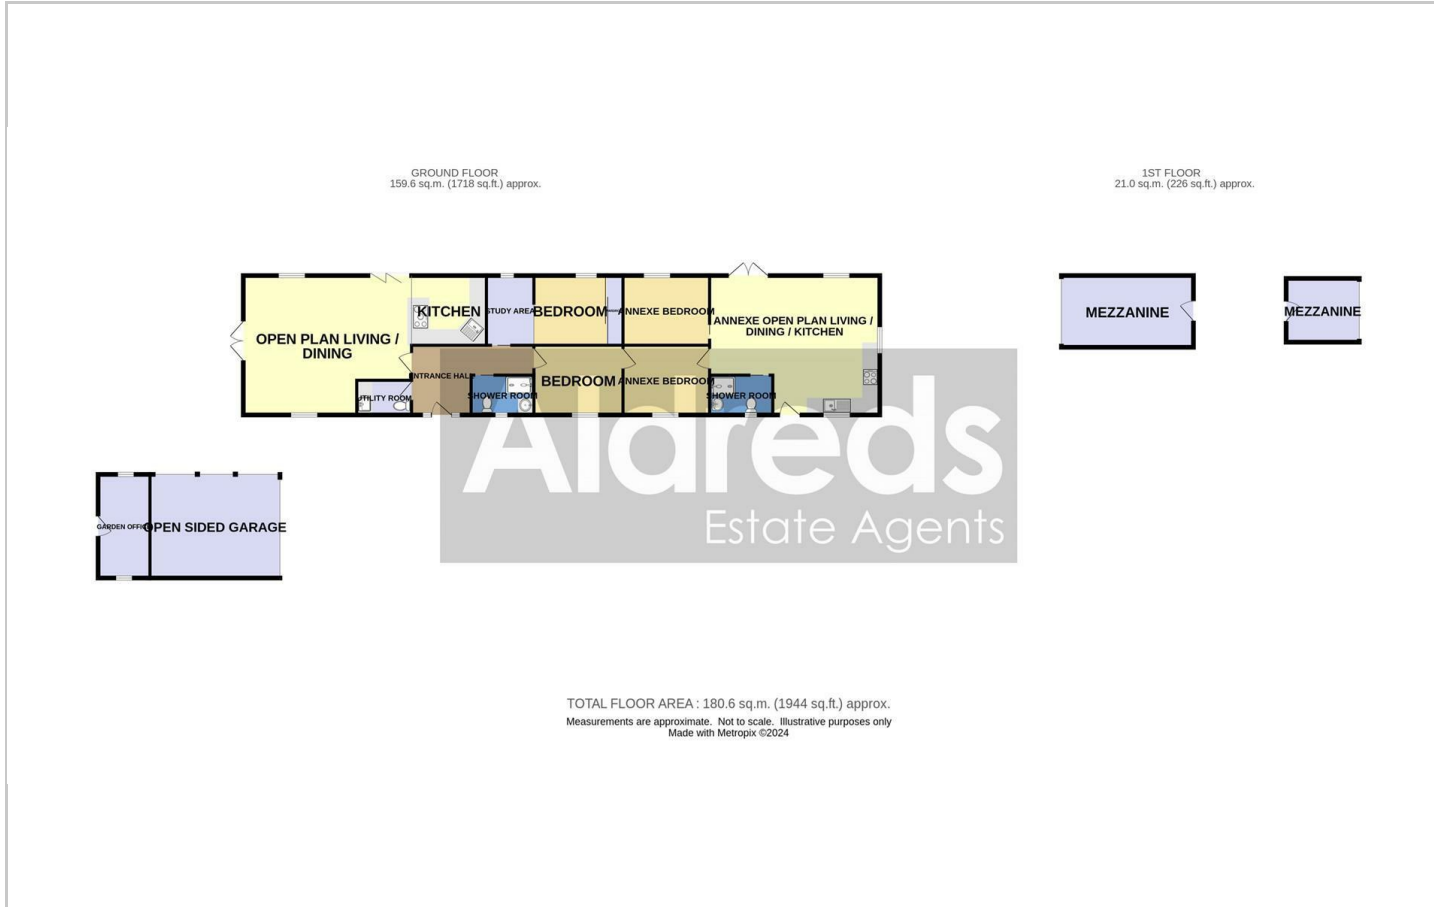 GROUND FLOOR
159.6 sq.m. (1718 sq.ft.) approx.
1ST FLOOR
21.0 sq.m. (226 sq.ft.) approx.
OPEN PLAN LIVING /
DINING
KITCHEN
STUDY AREA
BEDROOM
ANNEXE BEDROOM
ANNEXE OPEN PLAN LIVING /
DINING / KITCHEN
MEZZANINE
MEZZANINE
ENTRANCE HALL
BEDROOM
ANNEXE BEDROOM
UTILITY ROOM
SHOWER ROOM
SHOWER ROOM
Aldreds
Estate Agents
GARDEN OFFICE
OPEN SIDED GARAGE
TOTAL FLOOR AREA : 180.6 sq.m. (1944 sq.ft.) approx.
Measurements are approximate. Not to scale. Illustrative purposes only
Made with Metropix ©2024